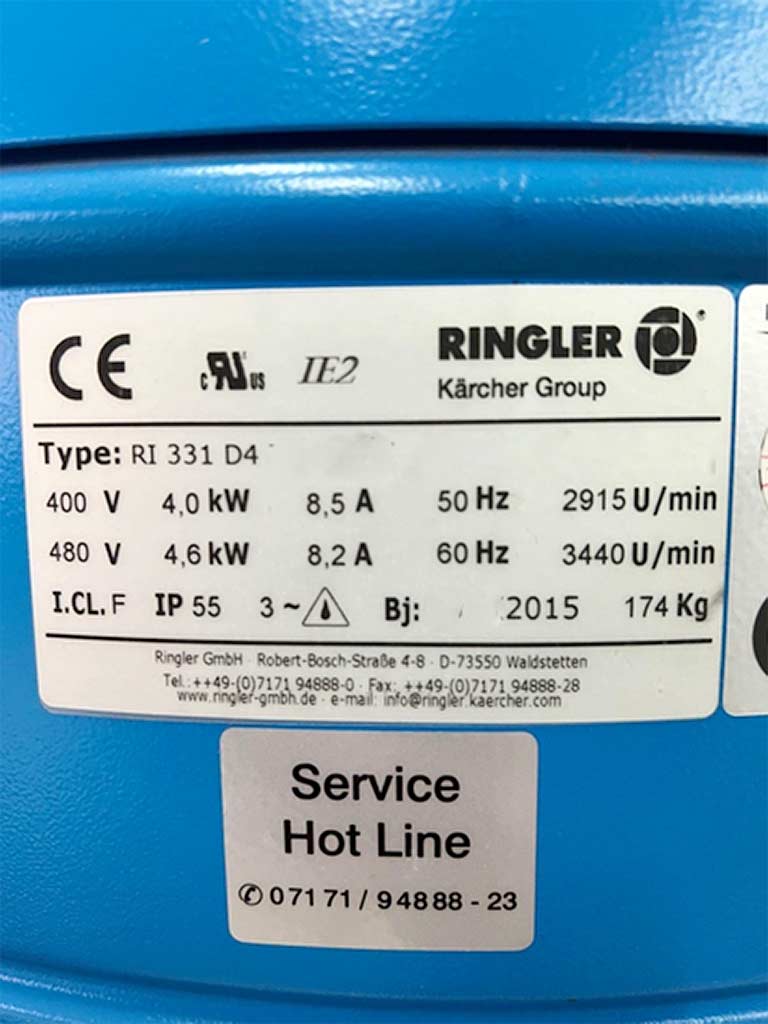 CE c RU US IE2 RINGLER ®
Kärcher Group
Type: RI 331 D4
400 V 4,0 kW 8,5 A 50 Hz 2915 U/min
480 V 4,6 kW 8,2 A 60 Hz 3440 U/min
I.CL. F IP 55 3 ~ Bj: 2015 174 Kg
Ringler GmbH · Robert-Bosch-Straße 4-8 · D-73550 Waldstetten
Tel.: ++49-(0)7171 94888-0 · Fax: ++49-(0)7171 94888-28
www.ringler-gmbh.de · e-mail: info@ringler.kaercher.com
Service
Hot Line
✆ 07171 / 94888 - 23